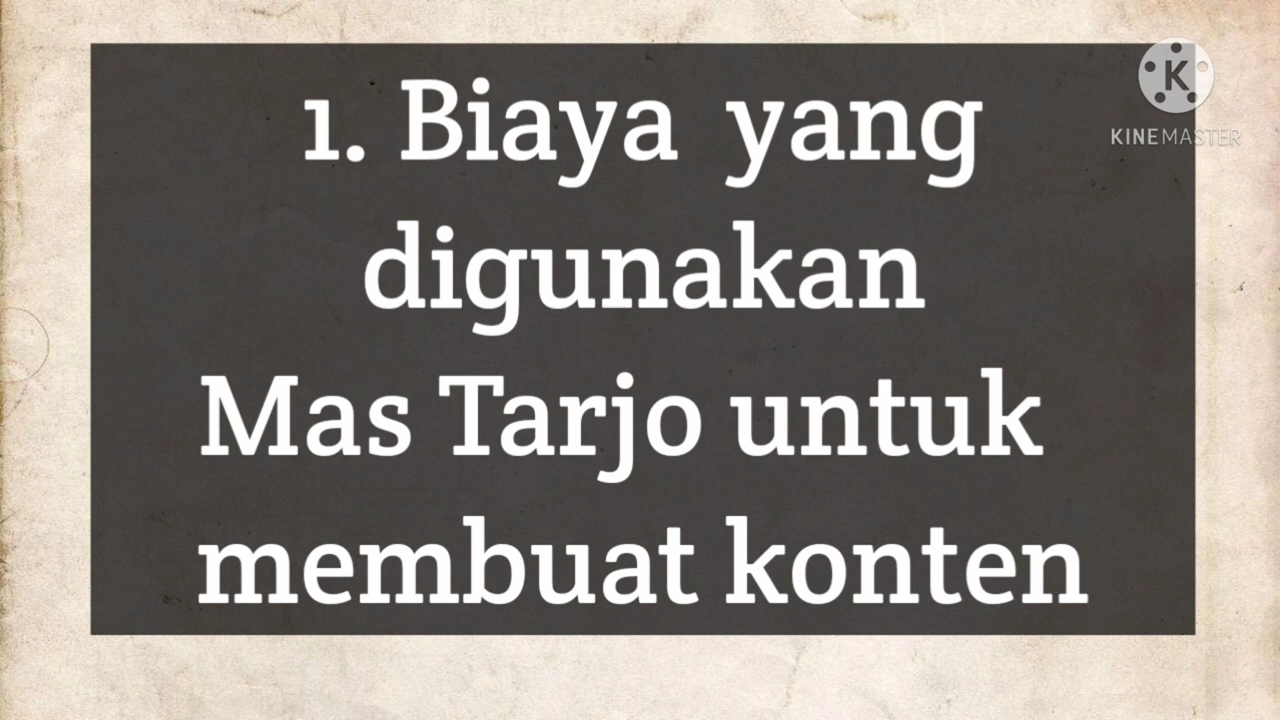 1. Biaya yang
digunakan
Mas Tarjo untuk
membuat konten
K
KINEMASTER